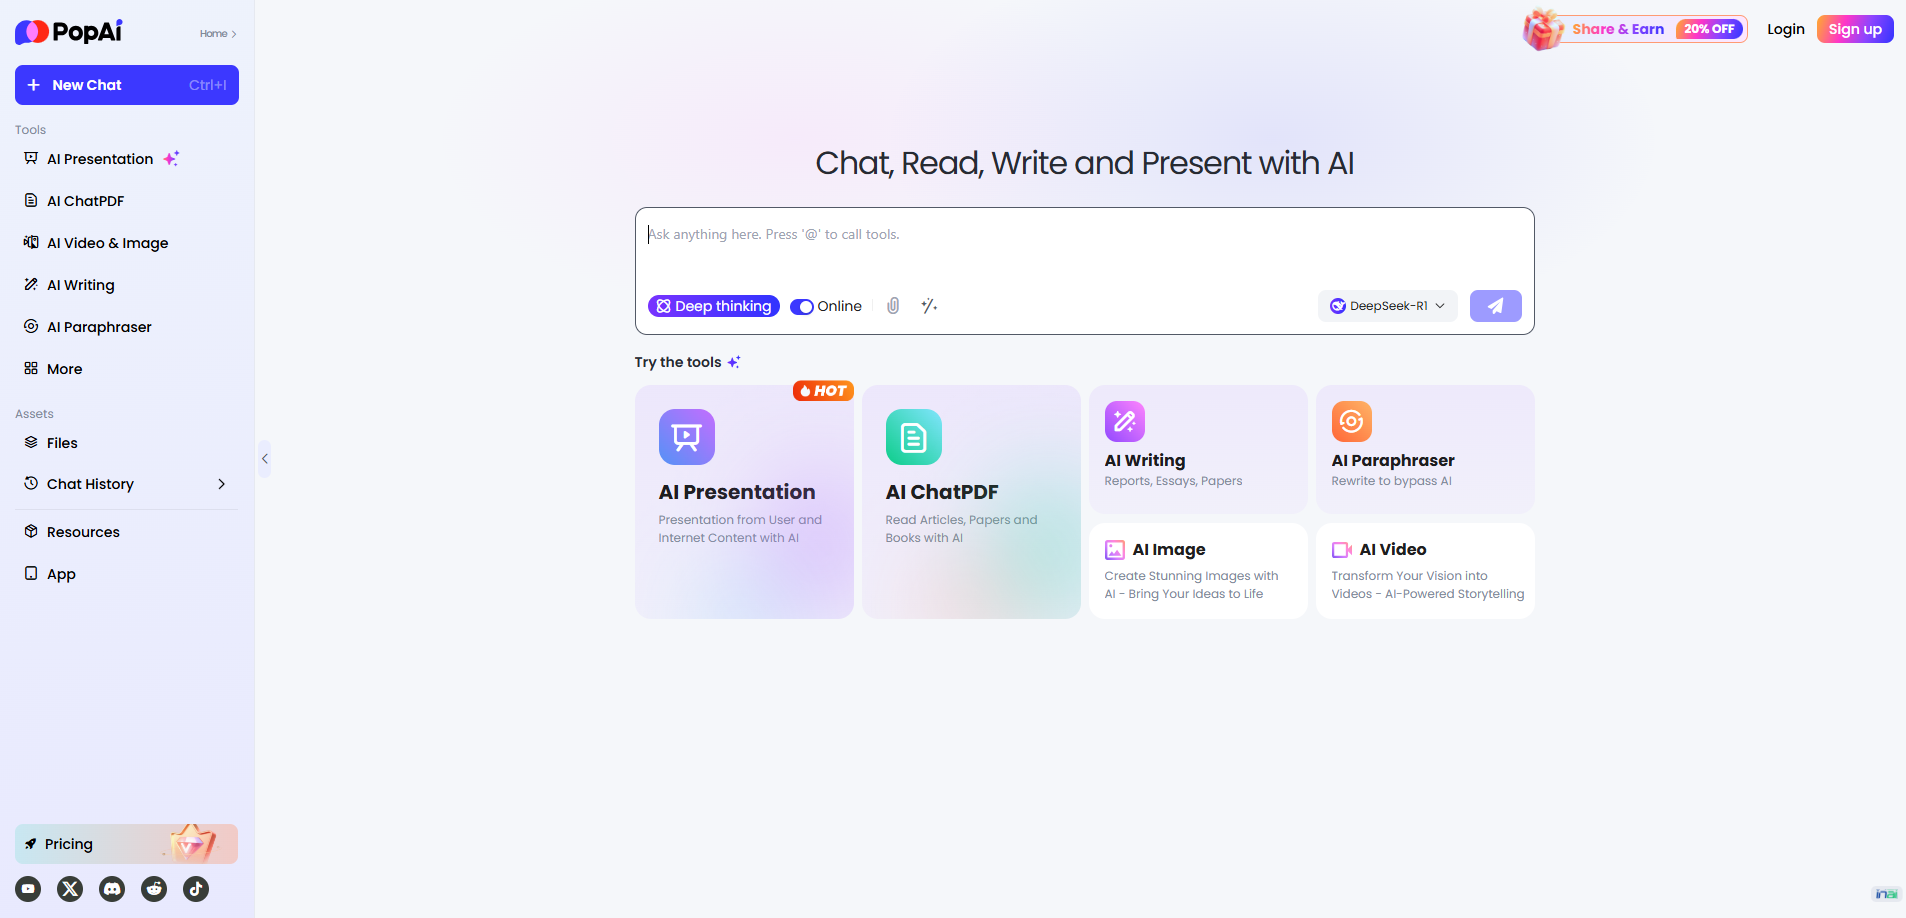 PopAi
Home
New Chat Ctrl+I
Tools
AI Presentation
AI ChatPDF
AI Video & Image
AI Writing
AI Paraphraser
More
Assets
Files
Chat History
Resources
App
Pricing
Share & Earn 20% OFF
Login
Sign up
Chat, Read, Write and Present with AI
Ask anything here. Press '@' to call tools.
Deep thinking
Online
DeepSeek-R1
Try the tools
HOT
AI Presentation
Presentation from User and
Internet Content with AI
AI ChatPDF
Read Articles, Papers and
Books with AI
AI Writing
Reports, Essays, Papers
AI Paraphraser
Rewrite to bypass AI
AI Image
Create Stunning Images with
AI - Bring Your Ideas to Life
AI Video
Transform Your Vision into
Videos - AI-Powered Storytelling
inai